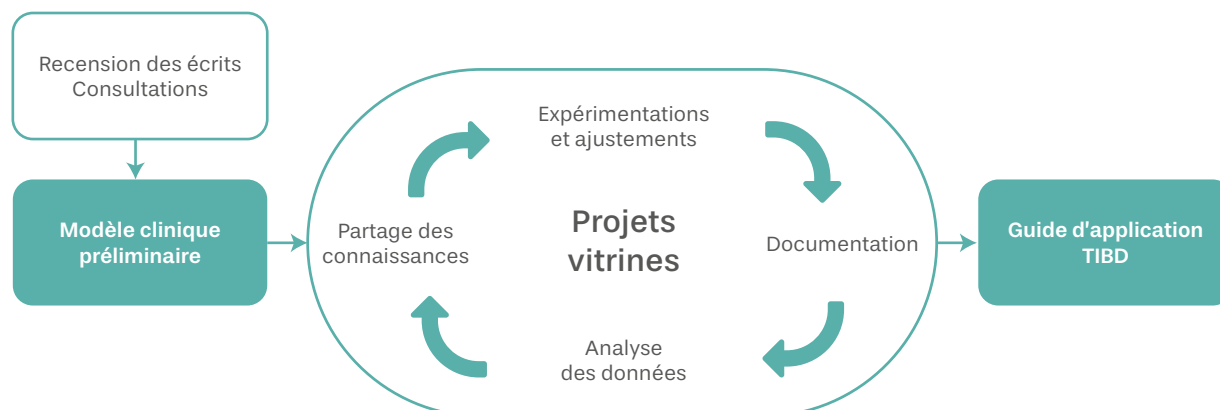 Recension des écrits
Consultations
Modèle clinique
préliminaire
Partage des
connaissances
Expérimentations
et ajustements
Projets
vitrines
Documentation
Analyse
des données
Guide d'application
TIBD